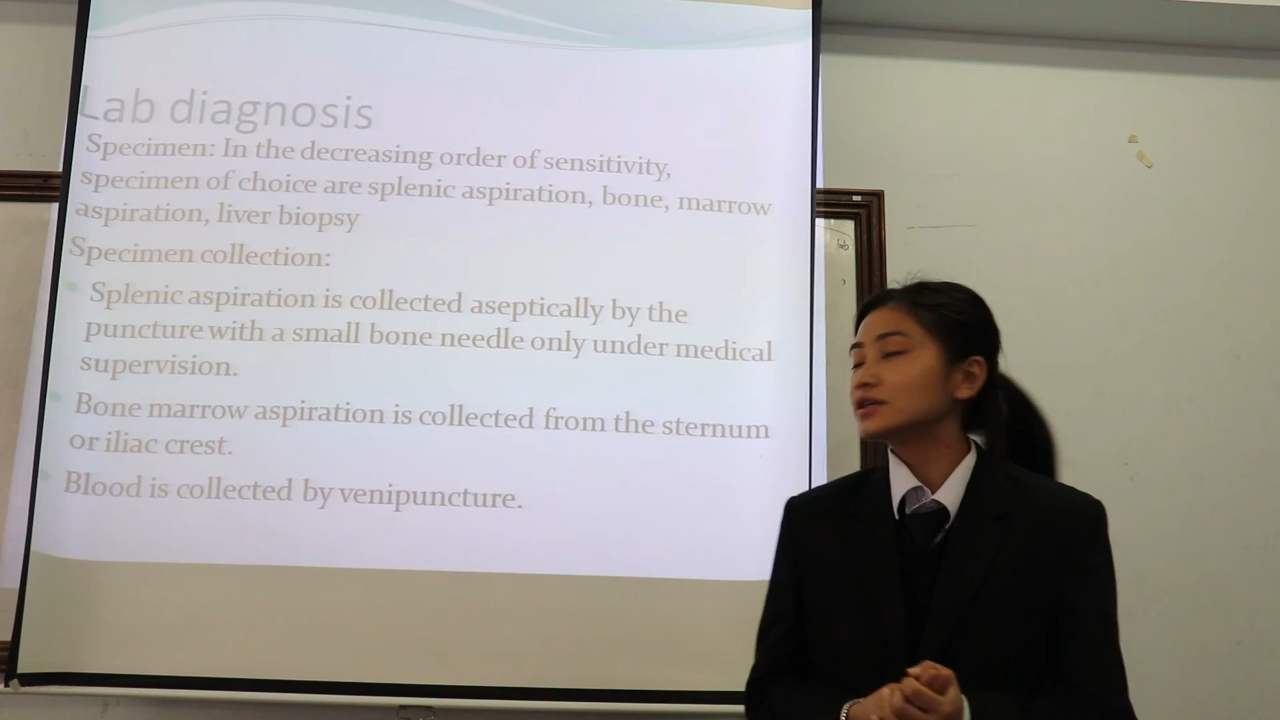 Lab diagnosis
Specimen: In the decreasing order of sensitivity,
specimen of choice are splenic aspiration, bone, marrow
aspiration, liver biopsy
Specimen collection:
Splenic aspiration is collected aseptically by the
puncture with a small bone needle only under medical
supervision.
Bone marrow aspiration is collected from the sternum
or iliac crest.
Blood is collected by venipuncture.